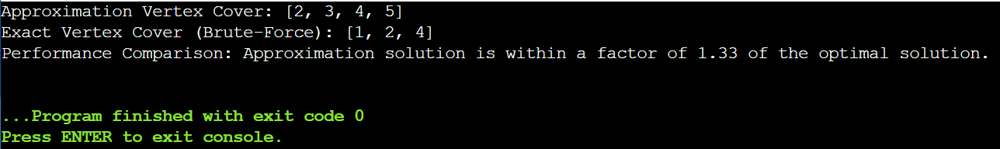 Approximation Vertex Cover: [2, 3, 4, 5]
Exact Vertex Cover (Brute-Force): [1, 2, 4]
Performance Comparison: Approximation solution is within a factor of 1.33 of the optimal solution.
...Program finished with exit code 0
Press ENTER to exit console.